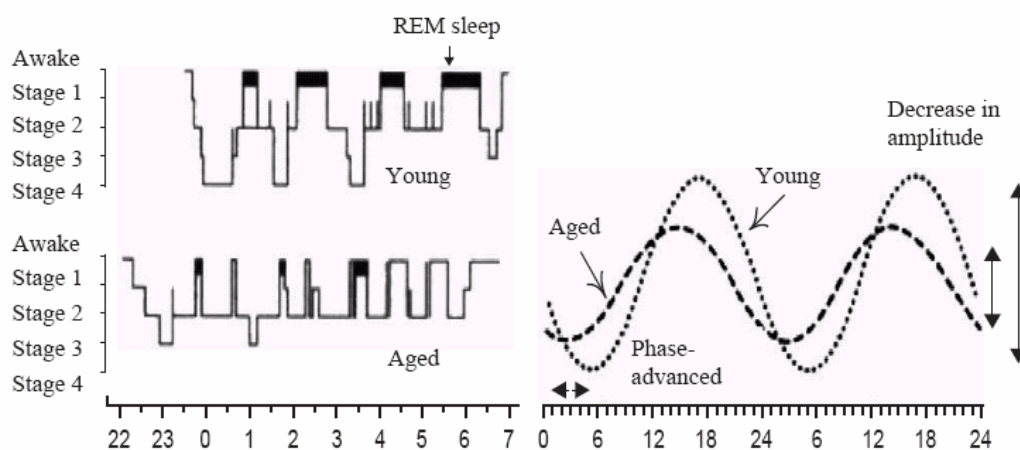 REM sleep
Awake
Stage 1
Stage 2
Stage 3
Stage 4
Young
Awake
Stage 1
Stage 2
Stage 3
Stage 4
Aged
22 23 0 1 2 3 4 5 6 7
Decrease in
amplitude
Young
Aged
Phase-
advanced
0 6 12 18 24 6 12 18 24